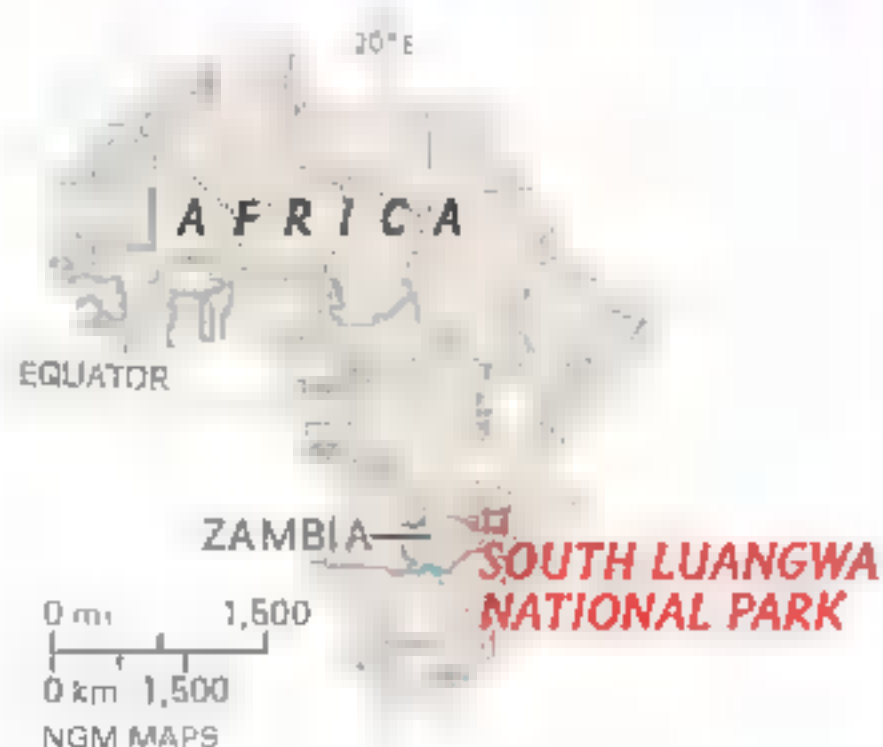 20°E
AFRICA
EQUATOR
ZAMBIA
SOUTH LUANGWA
NATIONAL PARK
0 mi 1,500
0 km 1,500
NGM MAPS